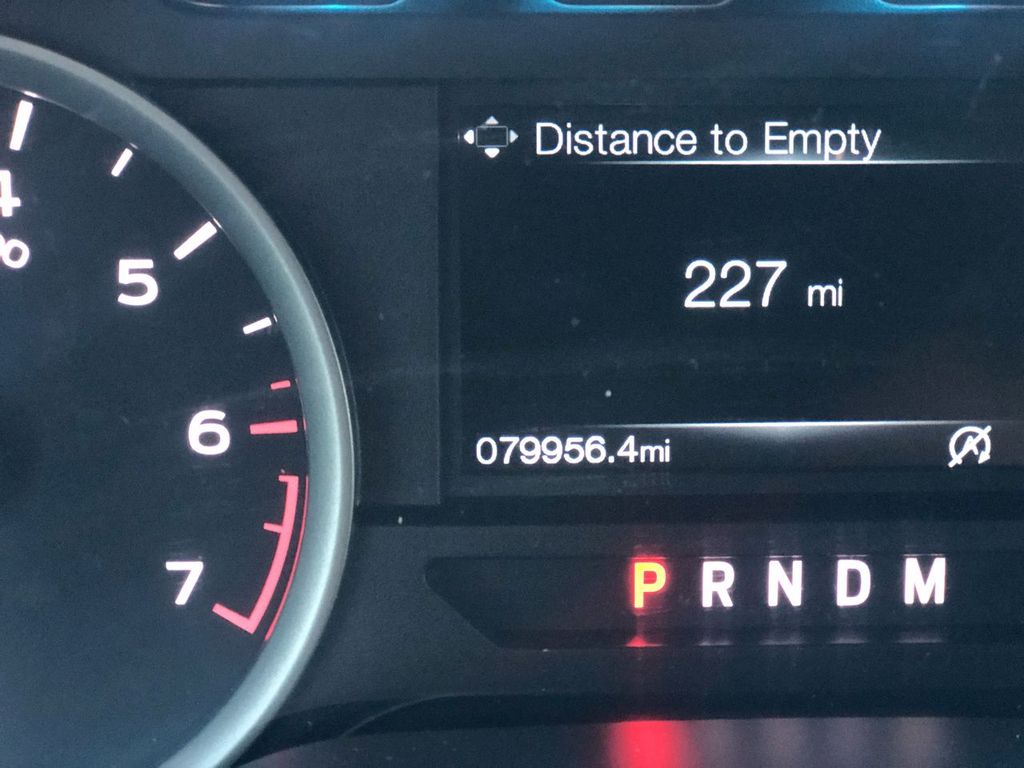 Distance to Empty
227 mi
079956.4mi
P R N D M
4
5
6
7